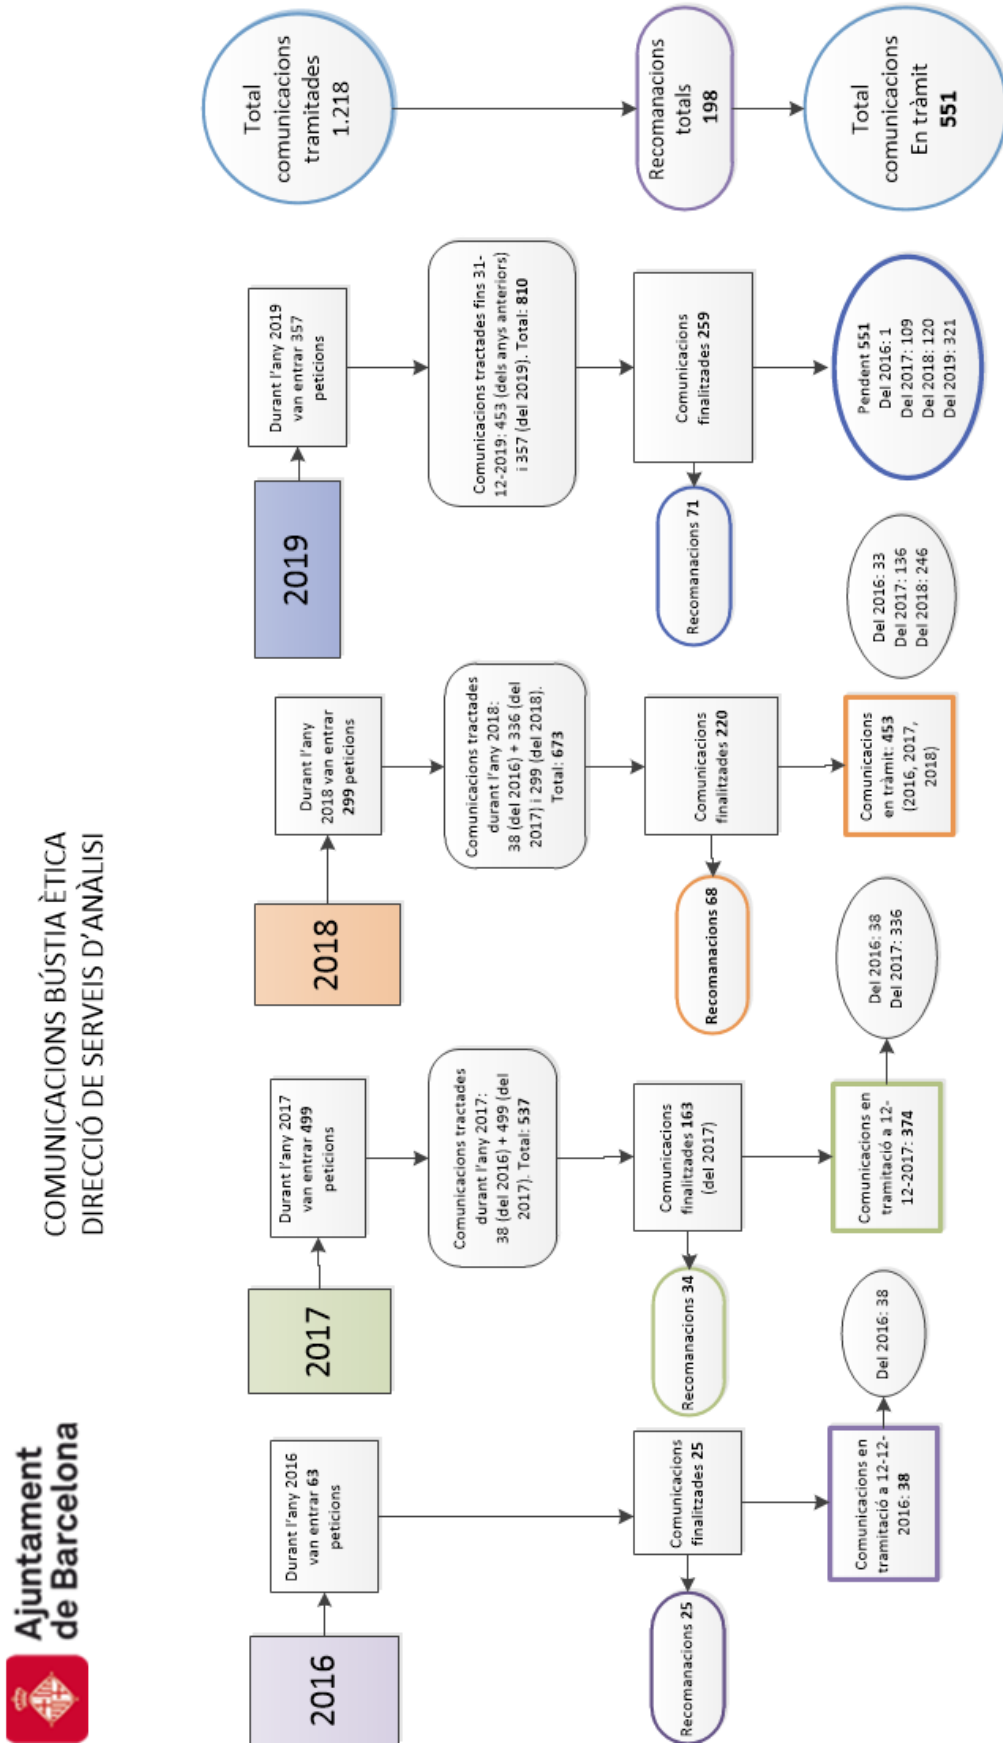 Ajuntament
de Barcelona
COMUNICACIONS BÚSTIA ÈTICA
DIRECCIÓ DE SERVEIS D'ANÀLISI
2016
Durant l'any 2016
van entrar 63
peticions
Comunicacions
finalitzades 25
Recomanacions 25
Comunicacions en
tramitació a 12-12-
2016: 38
Del 2016: 38
2017
Durant l'any 2017
van entrar 499
peticions
Comunicacions tractades
durant l'any 2017:
38 (del 2016) + 499 (del
2017). Total: 537
Comunicacions
finalitzades 163
(del 2017)
Recomanacions 34
Comunicacions en
tramitació a 12-
12-2017: 374
Del 2016: 38
Del 2017: 336
2018
Durant l'any
2018 van entrar
299 peticions
Comunicacions tractades
durant l'any 2018:
38 (del 2016) + 336 (del
2017) i 299 (del 2018).
Total: 673
Comunicacions
finalitzades 220
Recomanacions 68
Comunicacions
en tràmit: 453
(2016, 2017,
2018)
Del 2016: 33
Del 2017: 136
Del 2018: 246
2019
Durant l'any 2019
van entrar 357
peticions
Comunicacions tractades fins 31-
12-2019: 453 (dels anys anteriors)
i 357 (del 2019). Total: 810
Comunicacions
finalitzades 259
Recomanacions 71
Pendent 551
Del 2016: 1
Del 2017: 109
Del 2018: 120
Del 2019: 321
Total
comunicacions
tramitades
1.218
Recomanacions
totals
198
Total
comunicacions
En tràmit
551